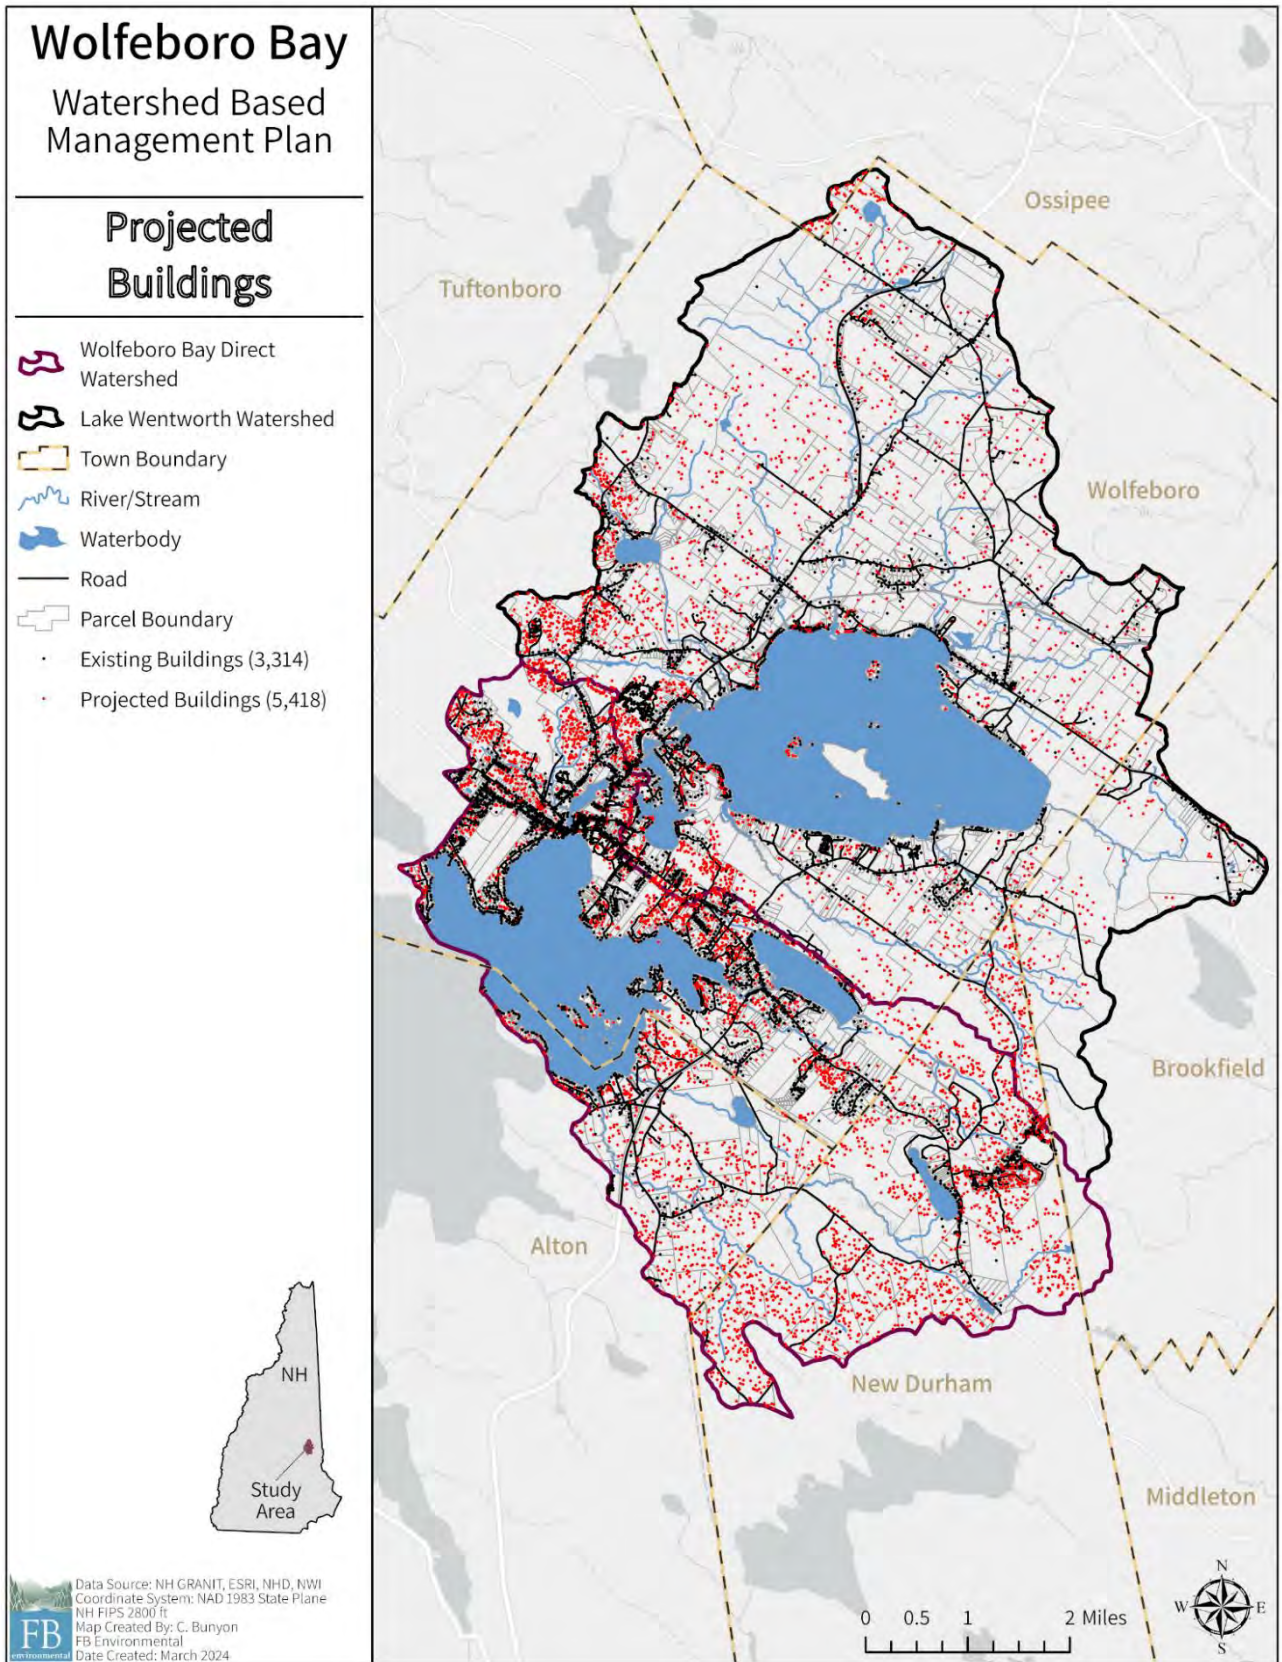 Wolfeboro Bay
Watershed Based
Management Plan
Projected
Buildings
Wolfeboro Bay Direct
Watershed
Lake Wentworth Watershed
Town Boundary
River/Stream
Waterbody
Road
Parcel Boundary
Existing Buildings (3,314)
Projected Buildings (5,418)
NH
Study
Area
FB
environmental
Data Source: NH GRANIT, ESRI, NHD, NWI
Coordinate System: NAD 1983 State Plane
NH FIPS 2800 ft
Map Created By: C. Bunyon
FB Environmental
Date Created: March 2024
Ossipee
Tuftonboro
Wolfeboro
Brookfield
Alton
New Durham
Middleton
0 0.5 1 2 Miles
N
W E
S